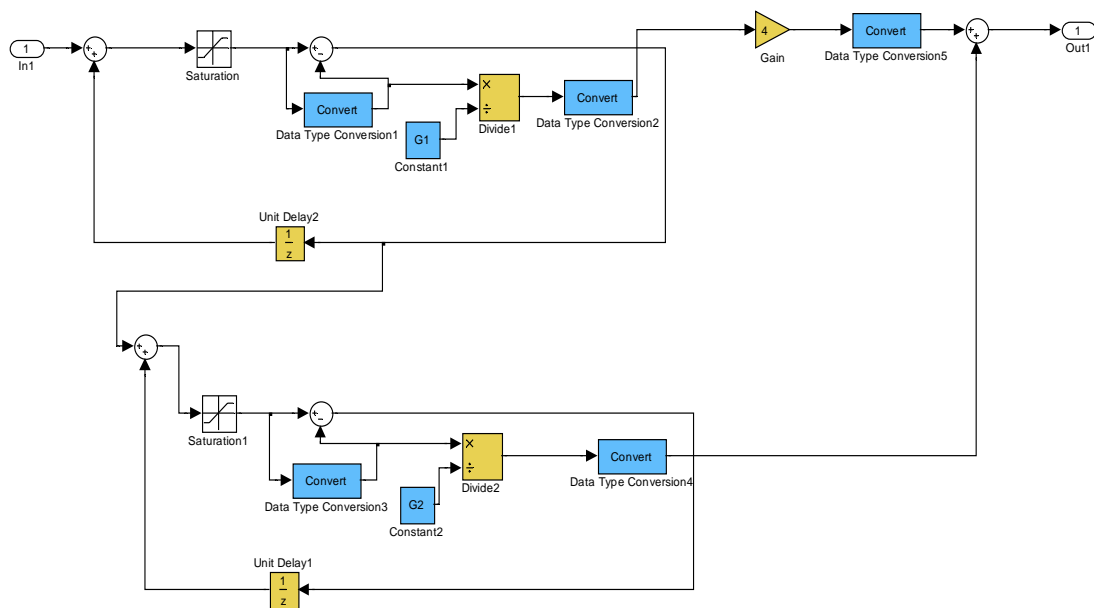 1
In1
+
+
Saturation
+
-
Convert
Data Type Conversion1
G1
Constant1
×
÷
Divide1
Convert
Data Type Conversion2
4
Gain
Convert
Data Type Conversion5
+
+
1
Out1
Unit Delay2
1
z
+
+
Saturation1
+
-
Convert
Data Type Conversion3
G2
Constant2
×
÷
Divide2
Convert
Data Type Conversion4
Unit Delay1
1
z